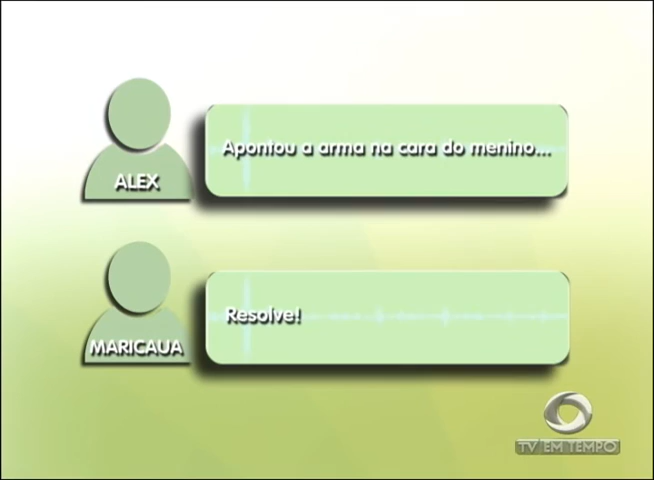 Apontou a arma na cara do menino...
ALEX
Resolve!
MARICAUA
TV EM TEMPO